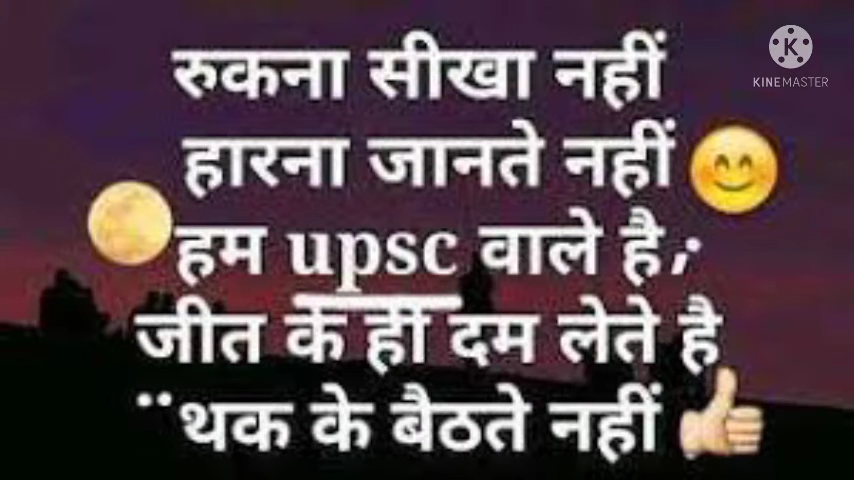 रुकना सीखा नहीं
KINEMASTER
हारना जानते नहीं
हम upsc वाले है,
जीत के ही दम लेते है
¨थक के बैठते नहीं